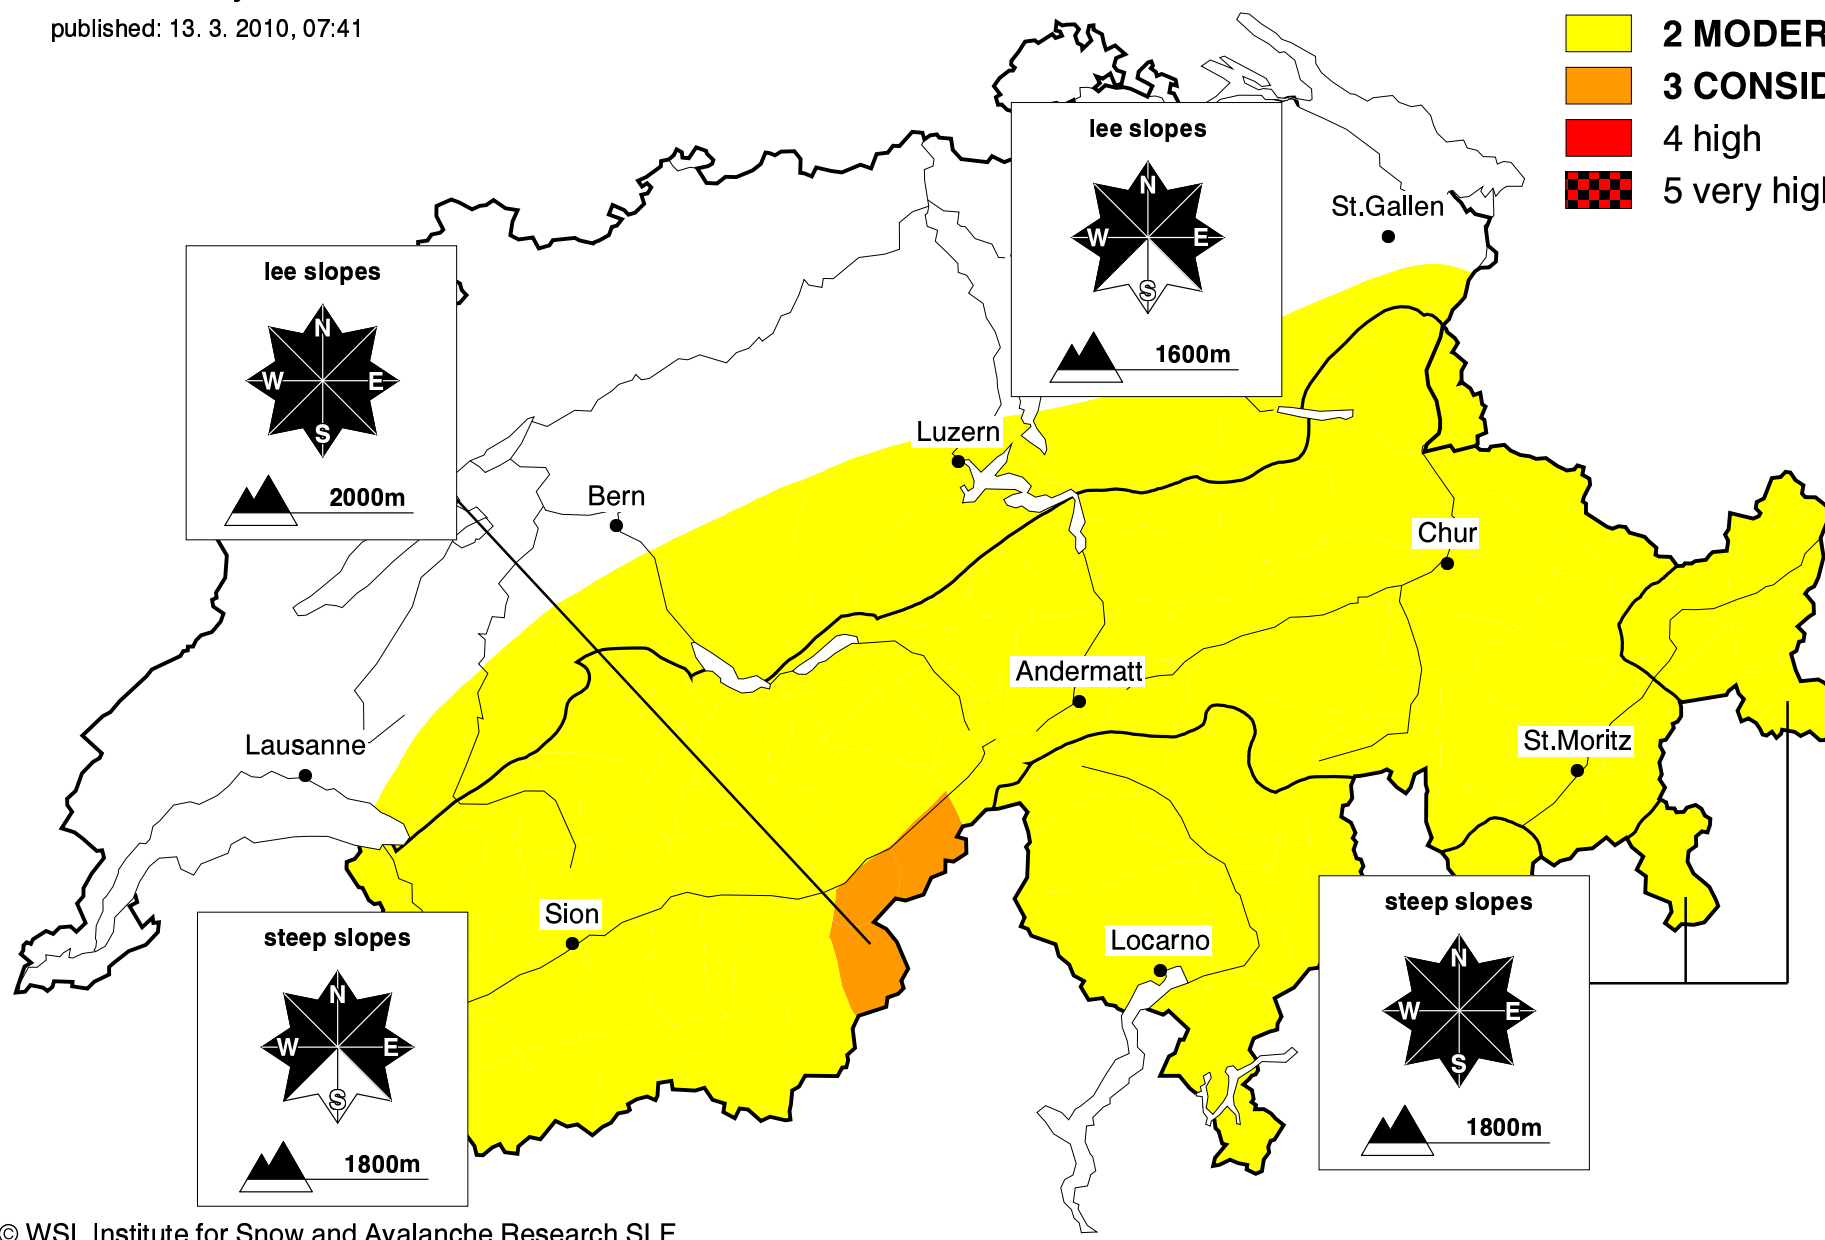 published: 13. 3. 2010, 07:41
2 MODER
3 CONSID
4 high
5 very high
lee slopes
N
W E
S
1600m
St.Gallen
lee slopes
N
W E
S
2000m
Luzern
Bern
Chur
Andermatt
St.Moritz
Lausanne
Sion
Locarno
steep slopes
N
W E
S
1800m
steep slopes
N
W E
S
1800m
© WSL Institute for Snow and Avalanche Research SLF